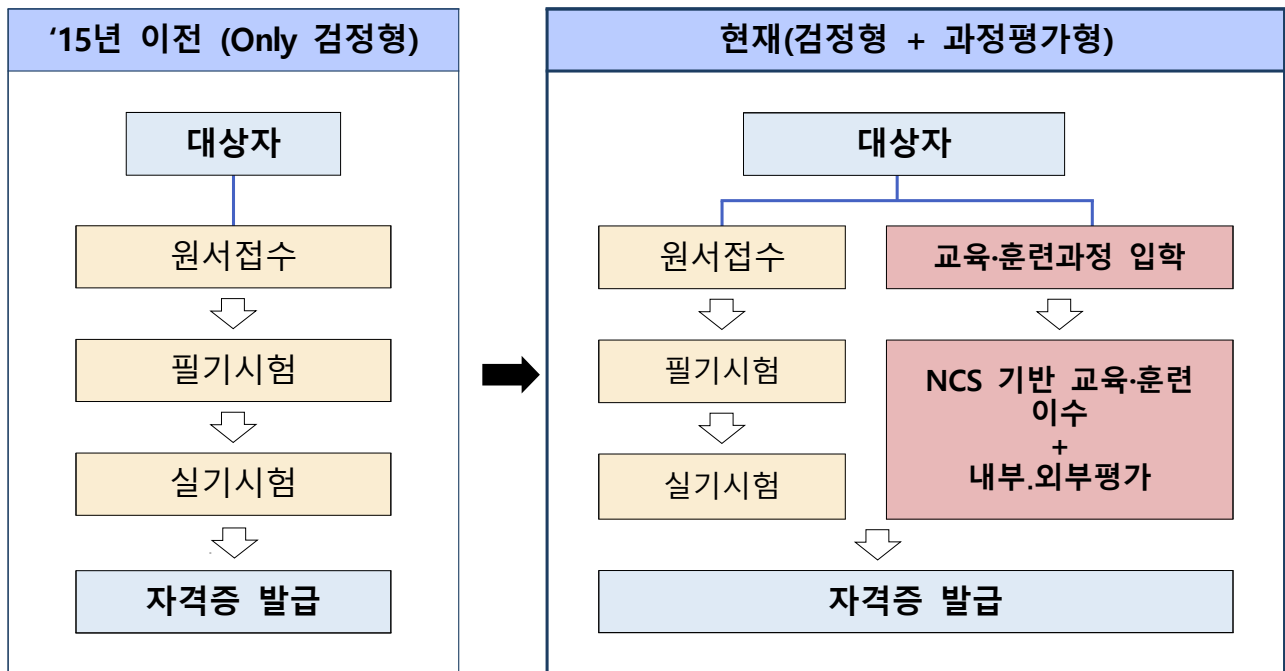 ‘15년 이전 (Only 검정형)
대상자
원서접수
필기시험
실기시험
자격증 발급
현재(검정형 + 과정평가형)
대상자
원서접수
필기시험
실기시험
교육·훈련과정 입학
NCS 기반 교육·훈련
이수
+
내부.외부평가
자격증 발급